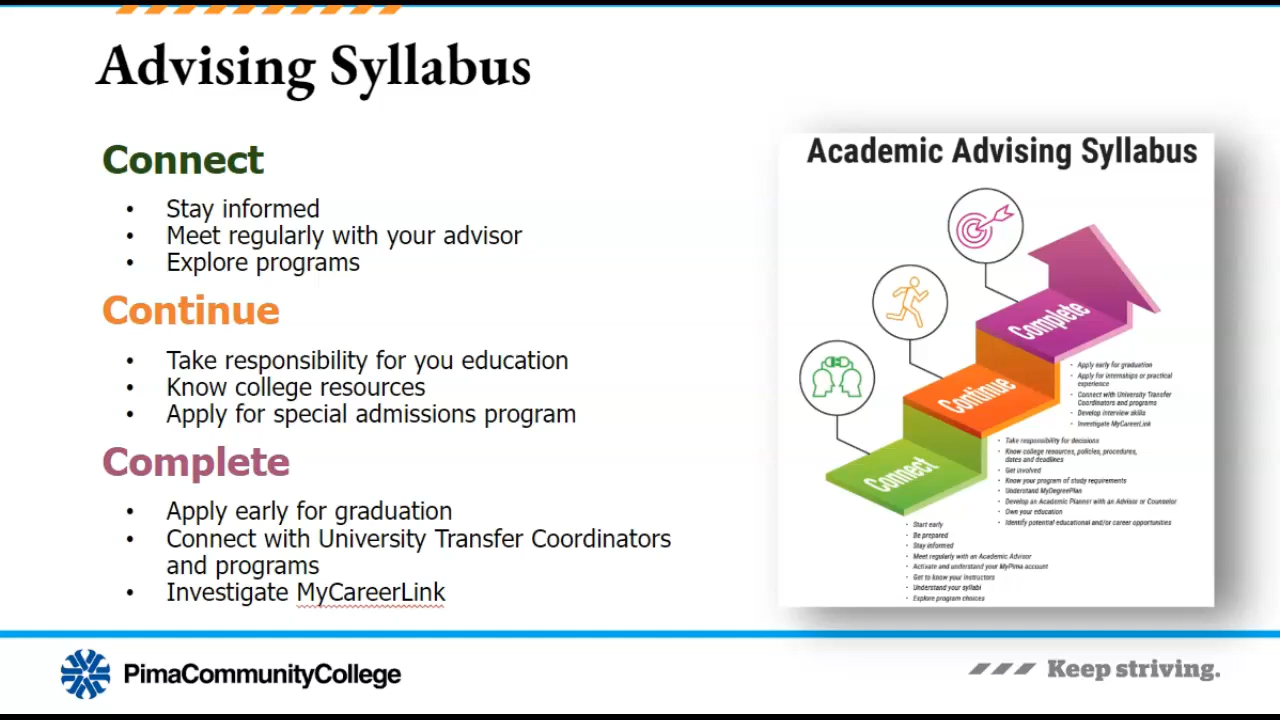 Advising Syllabus
Connect
• Stay informed
• Meet regularly with your advisor
• Explore programs
Continue
• Take responsibility for you education
• Know college resources
• Apply for special admissions program
Complete
• Apply early for graduation
• Connect with University Transfer Coordinators
and programs
• Investigate MyCareerLink
Academic Advising Syllabus
Complete
• Apply early for graduation
• Apply for internships or practical
experience
• Connect with University Transfer
Coordinators and programs
• Develop interview skills
• Investigate MyCareerLink
Continue
• Take responsibility for decisions
• Know college resources, policies, procedures,
dates and deadlines
• Get involved
• Know your program of study requirements
• Understand MyDegreePlan
• Develop an Academic Planner with an Advisor or Counselor
• Own your education
• Identify potential educational and/or career opportunities
Connect
• Start early
• Be prepared
• Stay informed
• Meet regularly with an Academic Advisor
• Activate and understand your MyPima account
• Get to know your instructors
• Understand your syllabi
• Explore program choices
PimaCommunityCollege
Keep striving.